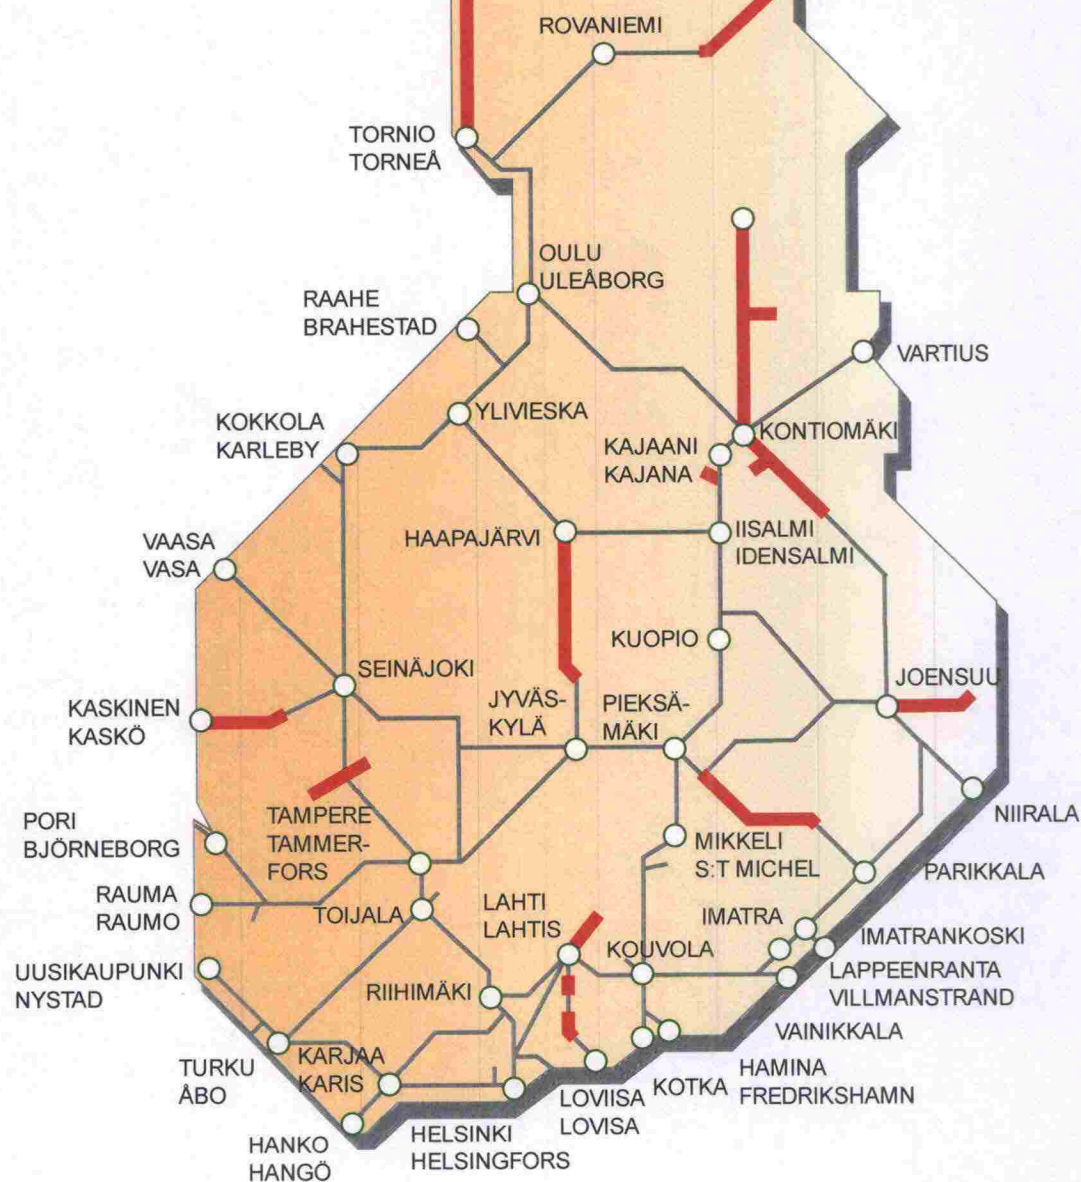 ROVANIEMI
TORNIO
TORNEÅ
OULU
ULEÅBORG
RAAHE
BRAHESTAD
VARTIUS
YLIVIESKA
KOKKOLA
KARLEBY
KONTIOMÄKI
KAJAANI
KAJANA
HAAPAJÄRVI
IISALMI
IDENSALMI
VAASA
VASA
KUOPIO
SEINÄJOKI
JOENSUU
KASKINEN
KASKÖ
JYVÄS-
KYLÄ
PIEKSÄ-
MÄKI
NIIRALA
TAMPERE
TAMMER-
FORS
PORI
BJÖRNEBORG
MIKKELI
S:T MICHEL
PARIKKALA
RAUMA
RAUMO
TOIJALA
LAHTI
LAHTIS
IMATRA
KOUVOLA
IMATRANKOSKI
UUSIKAUPUNKI
NYSTAD
RIIHIMÄKI
LAPPEENRANTA
VILLMANSTRAND
VAINIKKALA
TURKU
ÅBO
KARJAA
KARIS
HAMINA
FREDRIKSHAMN
KOTKA
LOVIISA
LOVISA
HELSINKI
HELSINGFORS
HANKO
HANGÖ